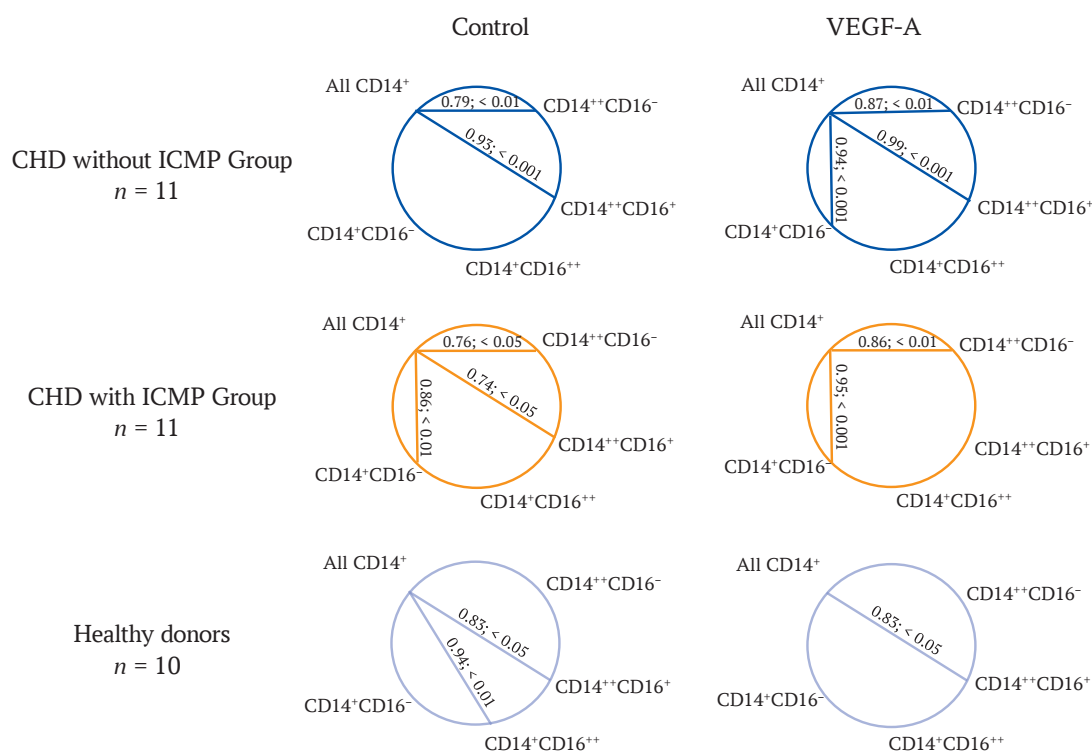 Control
VEGF-A
CHD without ICMP Group
n = 11
All CD14⁺
0.79; < 0.01
CD14⁺⁺CD16⁻
0.93; < 0.001
CD14⁺⁺CD16⁺
CD14⁺CD16⁻
CD14⁺CD16⁺⁺
All CD14⁺
0.87; < 0.01
CD14⁺⁺CD16⁻
0.99; < 0.001
0.94; < 0.001
CD14⁺⁺CD16⁺
CD14⁺CD16⁻
CD14⁺CD16⁺⁺
CHD with ICMP Group
n = 11
All CD14⁺
0.76; < 0.05
CD14⁺⁺CD16⁻
0.74; < 0.05
0.86; < 0.01
CD14⁺⁺CD16⁺
CD14⁺CD16⁻
CD14⁺CD16⁺⁺
All CD14⁺
0.86; < 0.01
CD14⁺⁺CD16⁻
0.95; < 0.001
CD14⁺⁺CD16⁺
CD14⁺CD16⁻
CD14⁺CD16⁺⁺
Healthy donors
n = 10
All CD14⁺
CD14⁺⁺CD16⁻
0.83; < 0.05
0.94; < 0.01
CD14⁺⁺CD16⁺
CD14⁺CD16⁻
CD14⁺CD16⁺⁺
All CD14⁺
CD14⁺⁺CD16⁻
0.83; < 0.05
CD14⁺⁺CD16⁺
CD14⁺CD16⁻
CD14⁺CD16⁺⁺